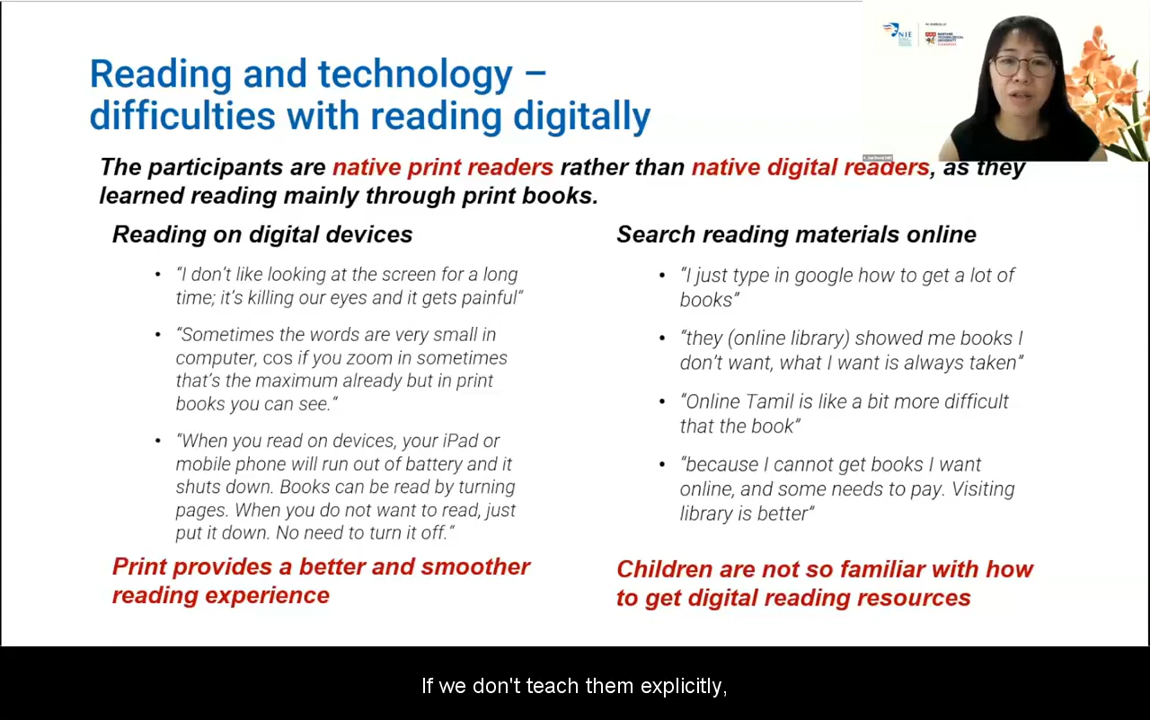 NIE
NANYANG
TECHNOLOGICAL
UNIVERSITY
SINGAPORE
Reading and technology –
difficulties with reading digitally
The participants are native print readers rather than native digital readers, as they
learned reading mainly through print books.
Reading on digital devices
• “I don’t like looking at the screen for a long
time; it’s killing our eyes and it gets painful“
• “Sometimes the words are very small in
computer, cos if you zoom in sometimes
that’s the maximum already but in print
books you can see.”
• “When you read on devices, your iPad or
mobile phone will run out of battery and it
shuts down. Books can be read by turning
pages. When you do not want to read, just
put it down. No need to turn it off.”
Print provides a better and smoother
reading experience
Search reading materials online
• “I just type in google how to get a lot of
books”
• “they (online library) showed me books I
don’t want, what I want is always taken”
• “Online Tamil is like a bit more difficult
that the book”
• “because I cannot get books I want
online, and some needs to pay. Visiting
library is better”
Children are not so familiar with how
to get digital reading resources
If we don't teach them explicitly,